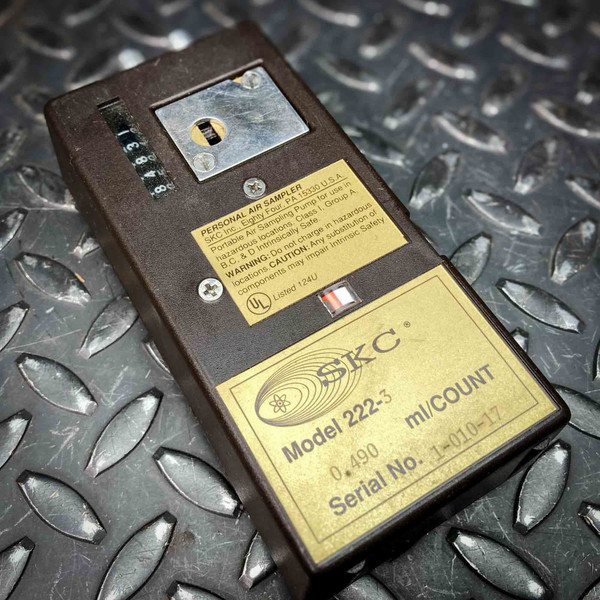 PERSONAL AIR SAMPLER
SKC Inc., Eighty Four, PA 15330 U.S.A.
Portable Air Sampling Pump for use in
hazardous locations, Class I, Group A,
B,C, & D Intrinsically Safe.
WARNING: Do not charge in hazardous
locations CAUTION: Any substitution of
components may impair Intrinsic Safety
UL Listed 124U
SKC ®
Model 222-3
0.490 ml/COUNT
Serial No. 1-010-17